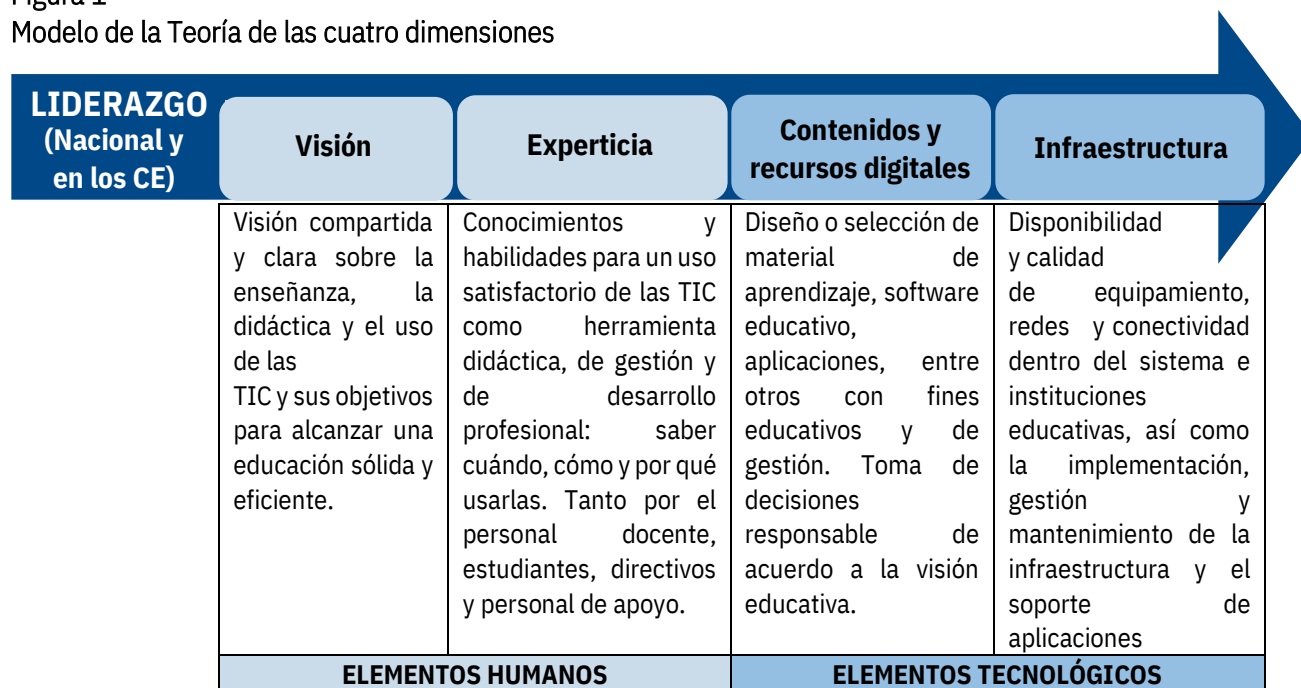 Figura 1
Modelo de la Teoría de las cuatro dimensiones
LIDERAZGO
(Nacional y
en los CE)
Visión
Experticia
Contenidos y
recursos digitales
Infraestructura
Visión compartida
y clara sobre la
enseñanza, la
didáctica y el uso
de las
TIC y sus objetivos
para alcanzar una
educación sólida y
eficiente.
Conocimientos y
habilidades para un uso
satisfactorio de las TIC
como herramienta
didáctica, de gestión y
de desarrollo
profesional: saber
cuándo, cómo y por qué
usarlas. Tanto por el
personal docente,
estudiantes, directivos
y personal de apoyo.
Diseño o selección de
material de
aprendizaje, software
educativo,
aplicaciones, entre
otros con fines
educativos y de
gestión. Toma de
decisiones
responsable de
acuerdo a la visión
educativa.
Disponibilidad
y calidad
de equipamiento,
redes y conectividad
dentro del sistema e
instituciones
educativas, así como
la implementación,
gestión y
mantenimiento de la
infraestructura y el
soporte de
aplicaciones
ELEMENTOS HUMANOS
ELEMENTOS TECNOLÓGICOS